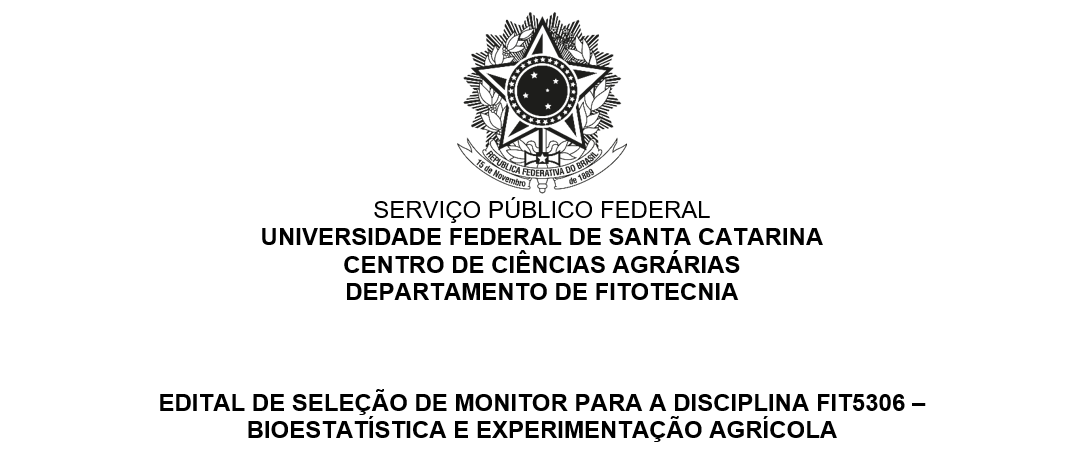 REPÚBLICA FEDERATIVA DO BRASIL
15 de Novembro de 1889
SERVIÇO PÚBLICO FEDERAL
UNIVERSIDADE FEDERAL DE SANTA CATARINA
CENTRO DE CIÊNCIAS AGRÁRIAS
DEPARTAMENTO DE FITOTECNIA
EDITAL DE SELEÇÃO DE MONITOR PARA A DISCIPLINA FIT5306 –
BIOESTATÍSTICA E EXPERIMENTAÇÃO AGRÍCOLA